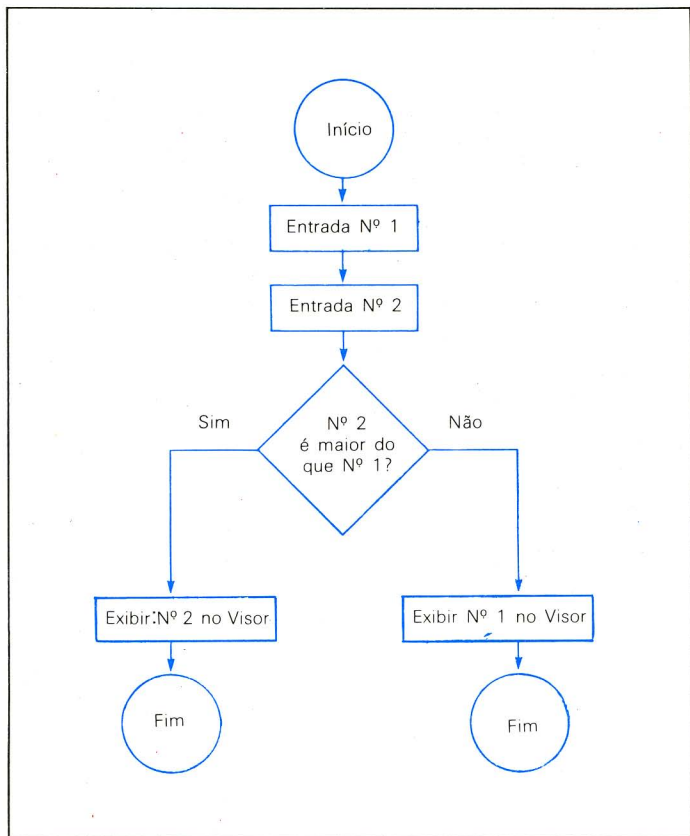 Início
Entrada Nº 1
Entrada Nº 2
Sim
Nº 2
é maior do
que Nº 1?
Não
Exibir:Nº 2 no Visor
Exibir Nº 1 no Visor
Fim
Fim